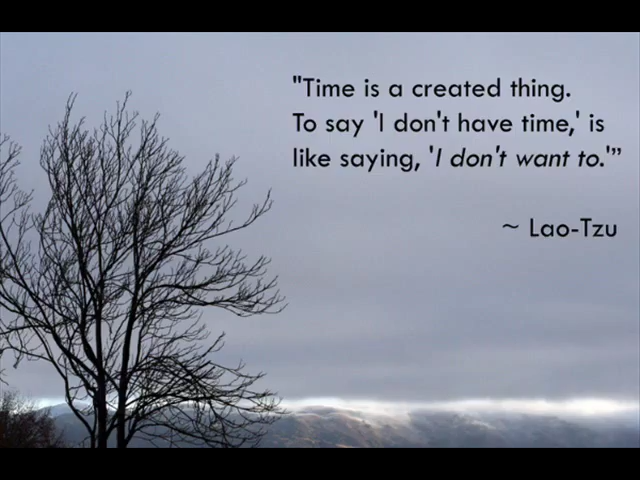 "Time is a created thing.
To say 'I don't have time,' is
like saying, 'I don't want to.'”
~ Lao-Tzu